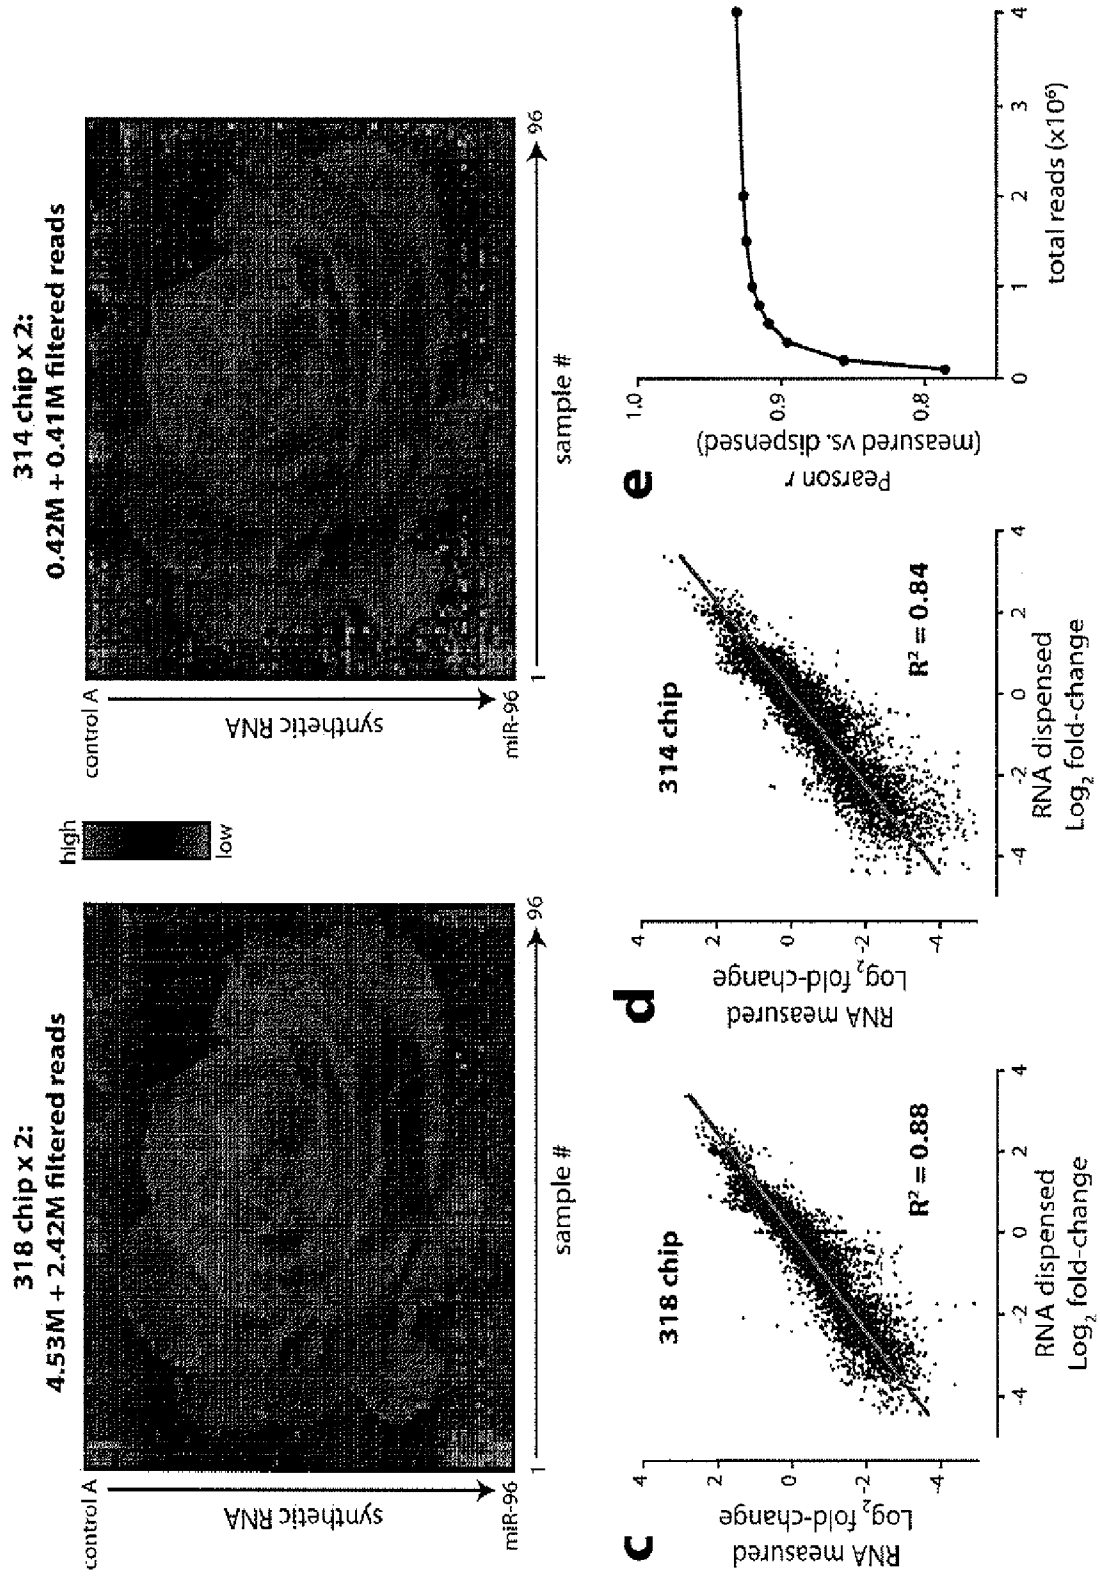 318 chip x 2:
4.53M + 2.42M filtered reads
control A
synthetic RNA
miR-96
1
96
sample #
high
low
314 chip x 2:
0.42M + 0.41M filtered reads
control A
synthetic RNA
miR-96
1
96
sample #
c
318 chip
R² = 0.88
RNA measured
Log₂ fold-change
4
2
0
-2
-4
-4
-2
0
2
4
RNA dispensed
Log₂ fold-change
d
314 chip
R² = 0.84
RNA measured
Log₂ fold-change
4
2
0
-2
-4
-4
-2
0
2
4
RNA dispensed
Log₂ fold-change
e
Pearson r
(measured vs. dispensed)
1.0
0.9
0.8
0
1
2
3
4
total reads (x10⁶)